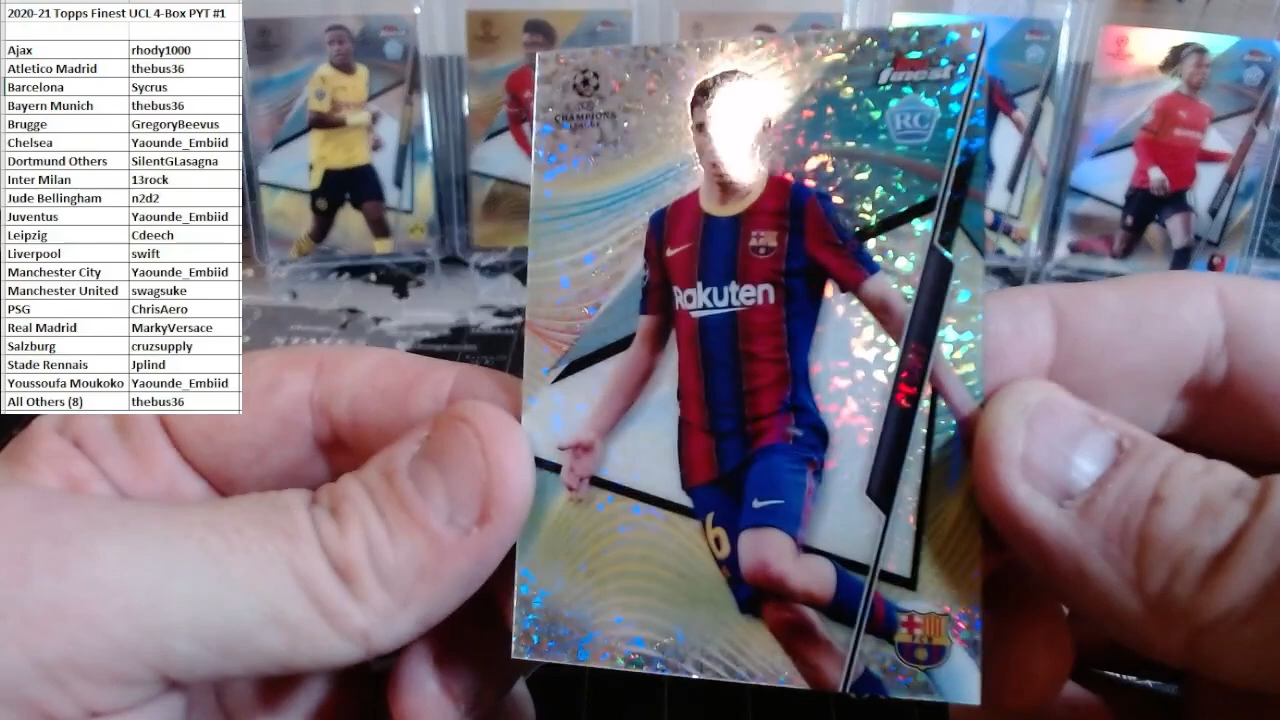 2020-21 Topps Finest UCL 4-Box PYT #1
Ajax rhody1000
Atletico Madrid thebus36
Barcelona Sycrus
Bayern Munich thebus36
Brugge GregoryBeevus
Chelsea Yaounde_Embiid
Dortmund Others SilentGLasagna
Inter Milan 13rock
Jude Bellingham n2d2
Juventus Yaounde_Embiid
Leipzig Cdeech
Liverpool swift
Manchester City Yaounde_Embiid
Manchester United swagsuke
PSG ChrisAero
Real Madrid MarkyVersace
Salzburg cruzsupply
Stade Rennais Jplind
Youssoufa Moukoko Yaounde_Embiid
All Others (8) thebus36
CHAMPIONS
LEAGUE
finest
RC
Rakuten
6